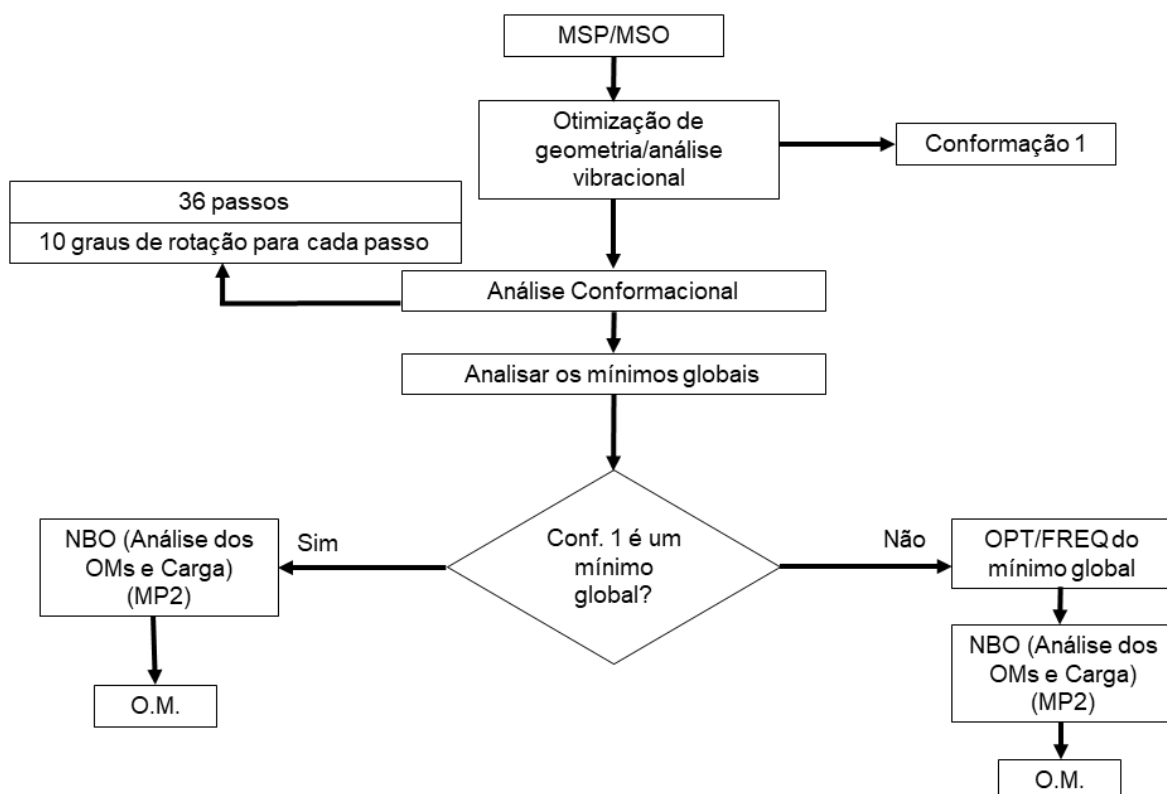 MSP/MSO
Otimização de
geometria/análise
vibracional
Conformação 1
36 passos
10 graus de rotação para cada passo
Análise Conformacional
Analisar os mínimos globais
Conf. 1 é um
mínimo
global?
Sim
NBO (Análise dos
OMs e Carga)
(MP2)
O.M.
Não
OPT/FREQ do
mínimo global
NBO (Análise dos
OMs e Carga)
(MP2)
O.M.